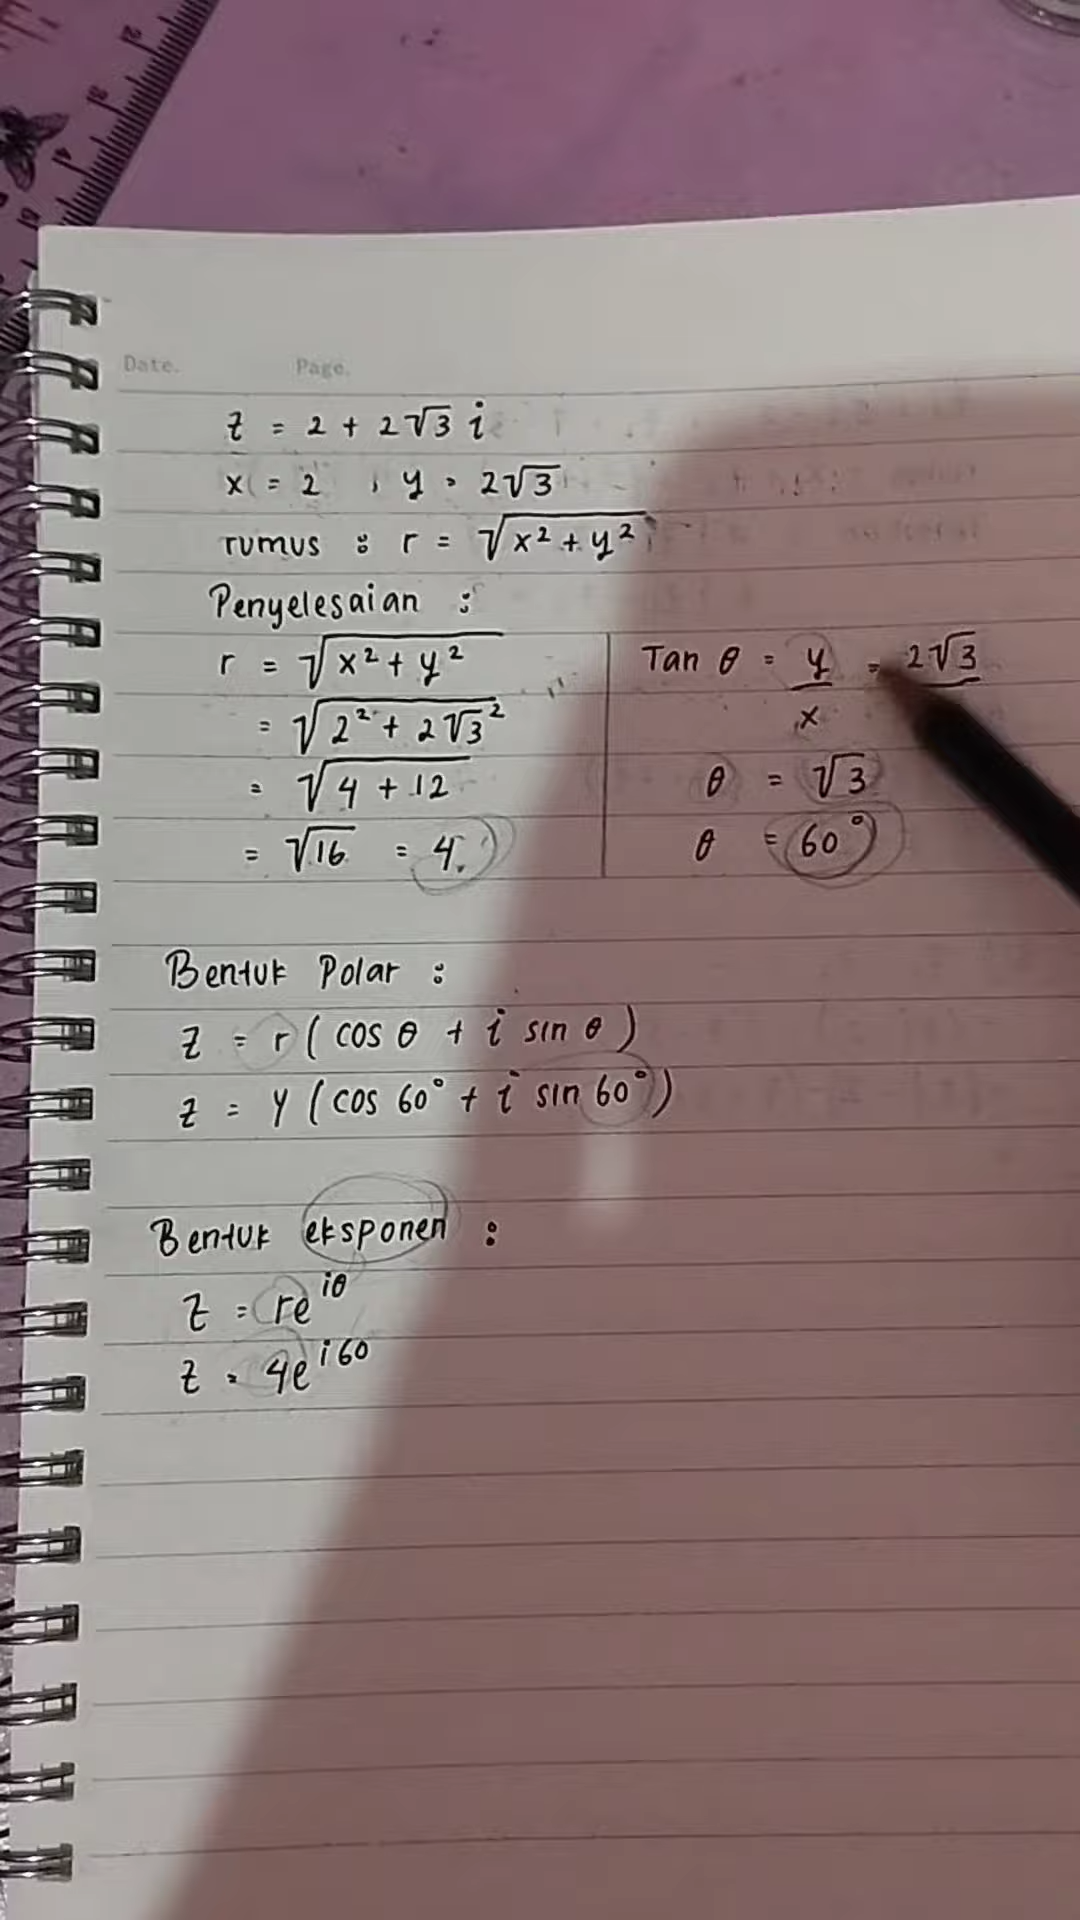 Date. Page.
z = 2 + 2√3 i
x = 2 , y = 2√3
rumus : r = √x² + y²
Penyelesaian :
r = √x² + y²
= √2² + 2√3²
= √4 + 12
= √16 = 4
Tan θ = y/x = 2√3
θ = √3
θ = 60°
Bentuk Polar :
z = r ( cos θ + i sin θ )
z = 4 ( cos 60° + i sin 60° )
Bentuk eksponen :
z = re^iθ
z = 4e^i60